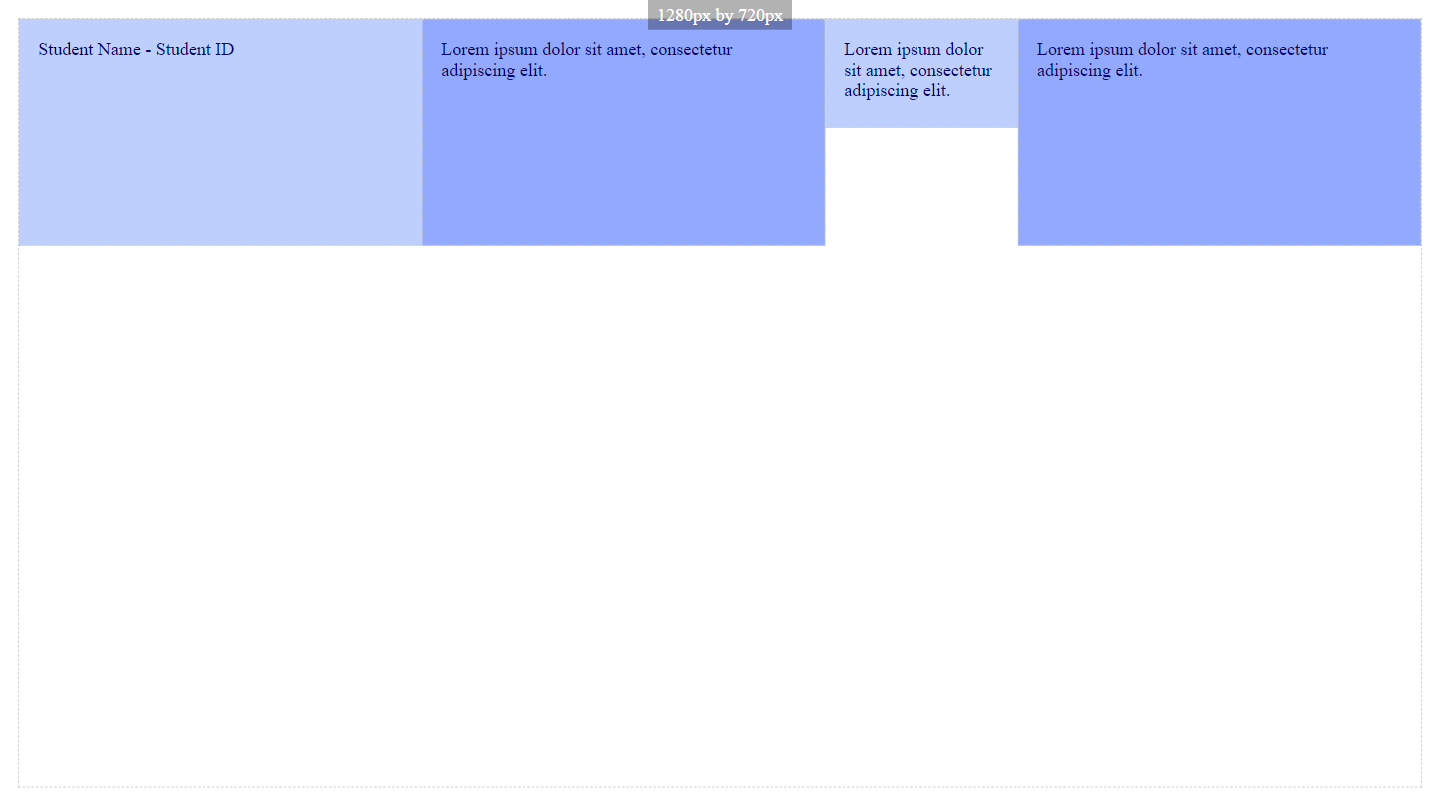 1280px by 720px
Student Name - Student ID
Lorem ipsum dolor sit amet, consectetur
adipiscing elit.
Lorem ipsum dolor
sit amet, consectetur
adipiscing elit.
Lorem ipsum dolor sit amet, consectetur
adipiscing elit.